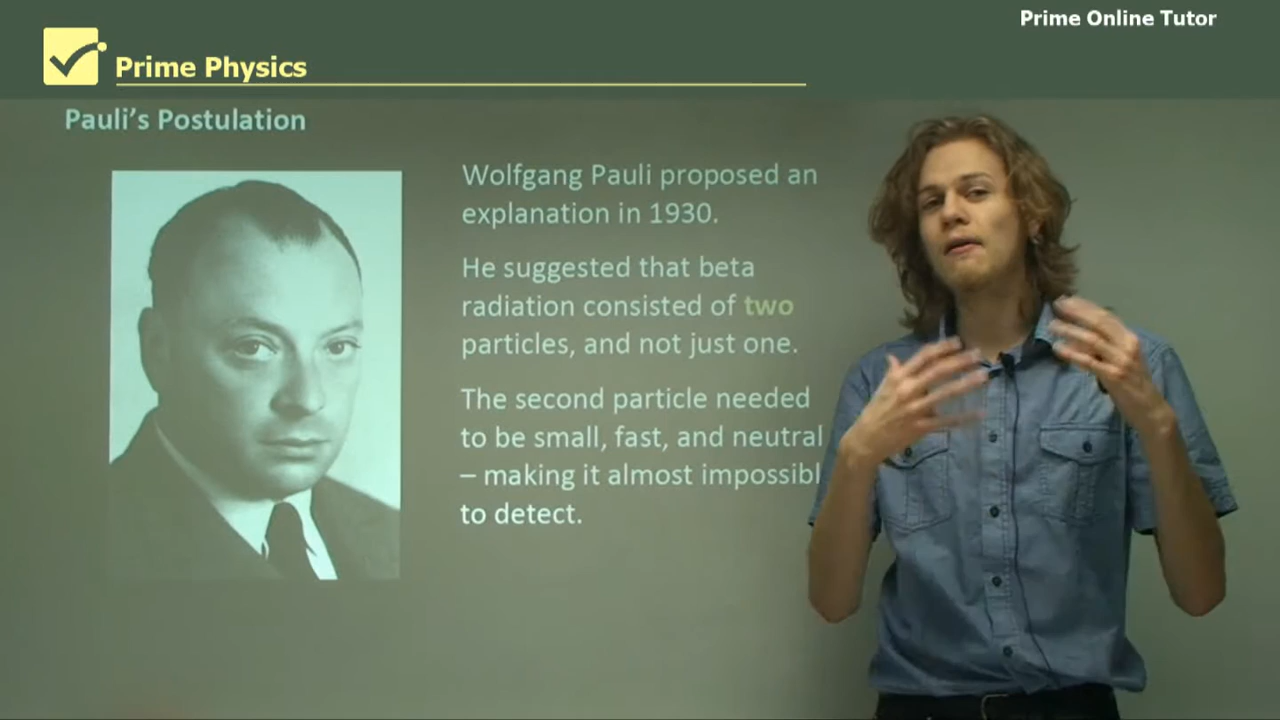 Prime Online Tutor
Prime Physics
Pauli's Postulation
Wolfgang Pauli proposed an
explanation in 1930.
He suggested that beta
radiation consisted of two
particles, and not just one.
The second particle needed
to be small, fast, and neutral
– making it almost impossibl
to detect.